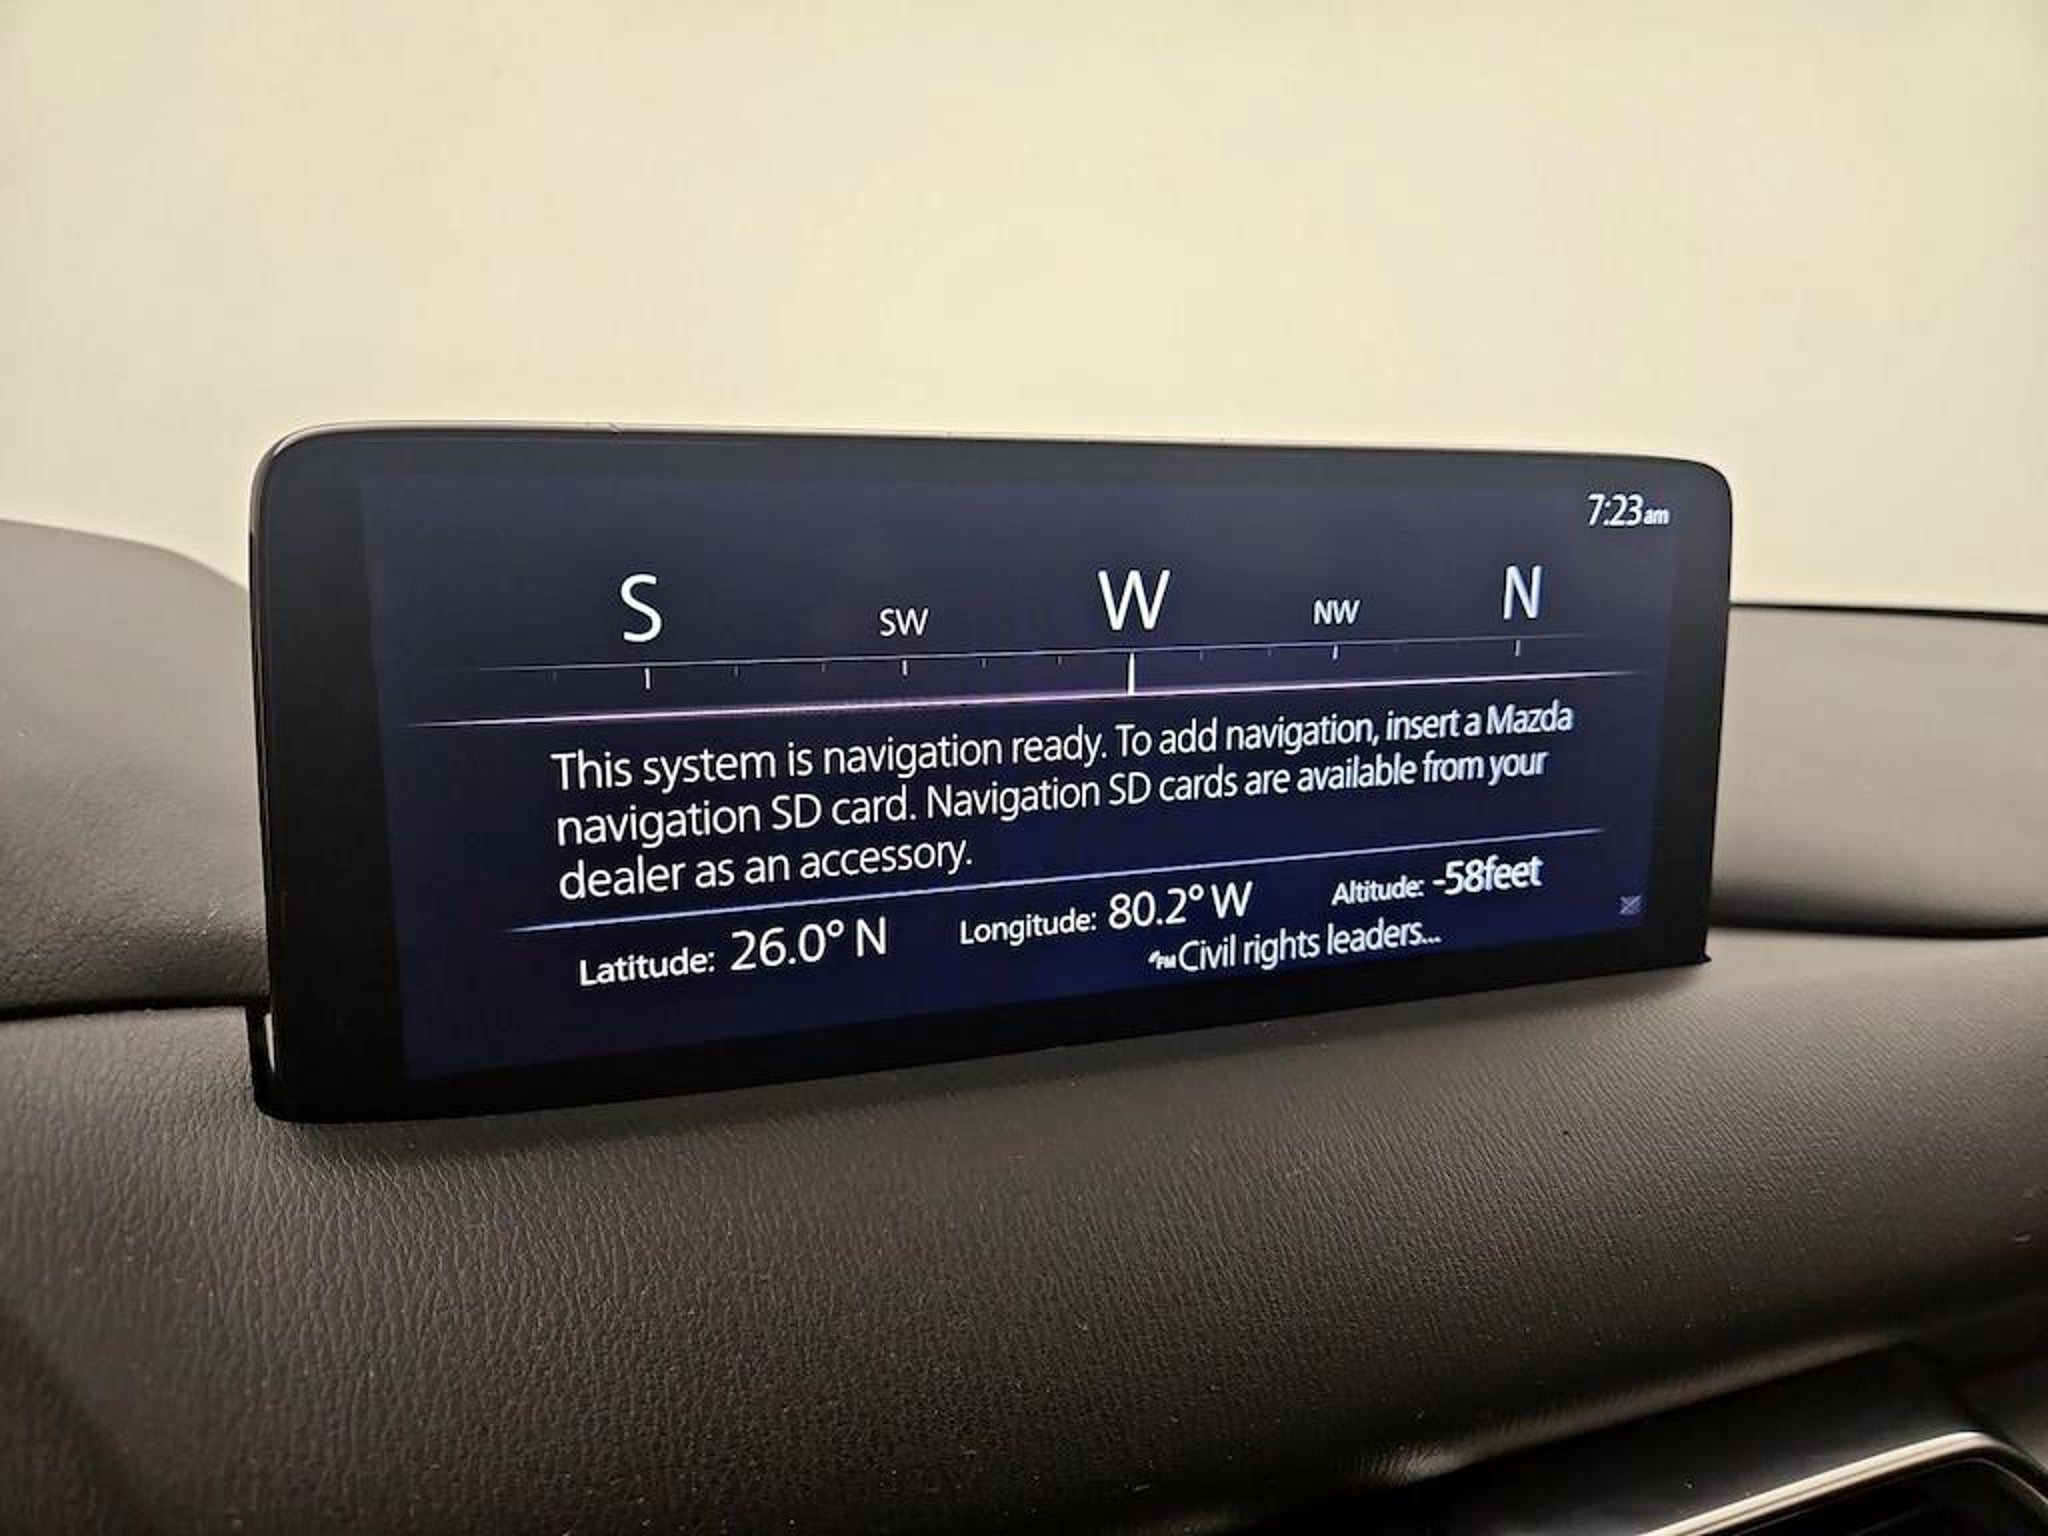 7:23am
S SW W NW N
This system is navigation ready. To add navigation, insert a Mazda
navigation SD card. Navigation SD cards are available from your
dealer as an accessory.
Latitude: 26.0° N Longitude: 80.2° W Altitude: -58feet
FM Civil rights leaders...